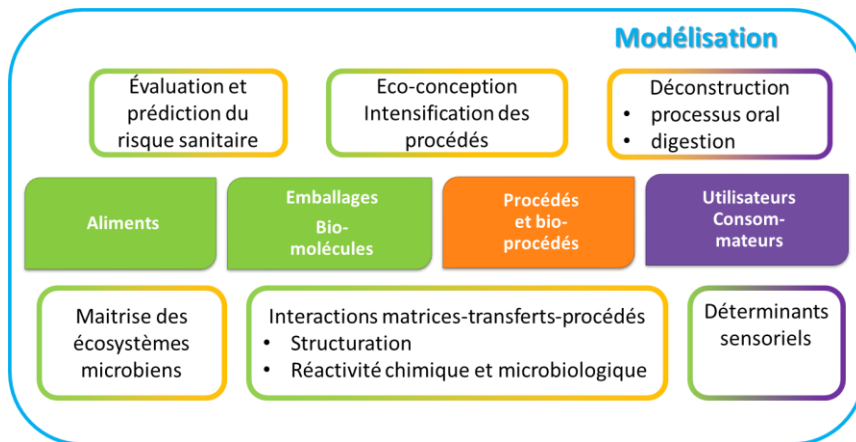 Modélisation
Évaluation et
prédiction du
risque sanitaire
Eco-conception
Intensification des
procédés
Déconstruction
• processus oral
• digestion
Aliments
Emballages
Bio-
molécules
Procédés
et bio-
procédés
Utilisateurs
Consom-
mateurs
Maitrise des
écosystèmes
microbiens
Interactions matrices-transferts-procédés
• Structuration
• Réactivité chimique et microbiologique
Déterminants
sensoriels